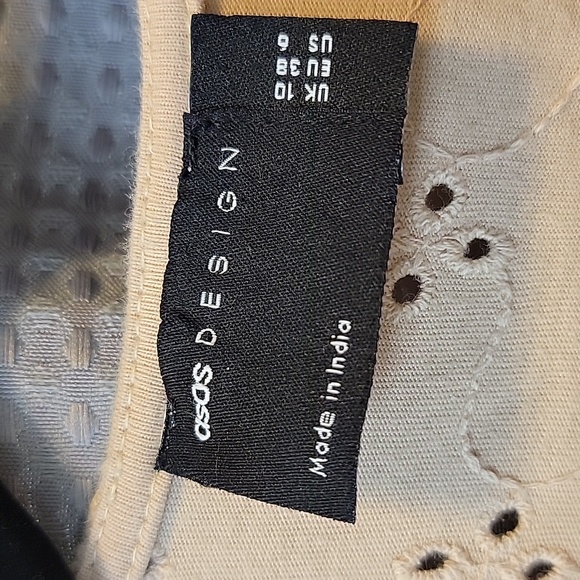 UK 10
EU 38
US 6
asos DESIGN
Made in India